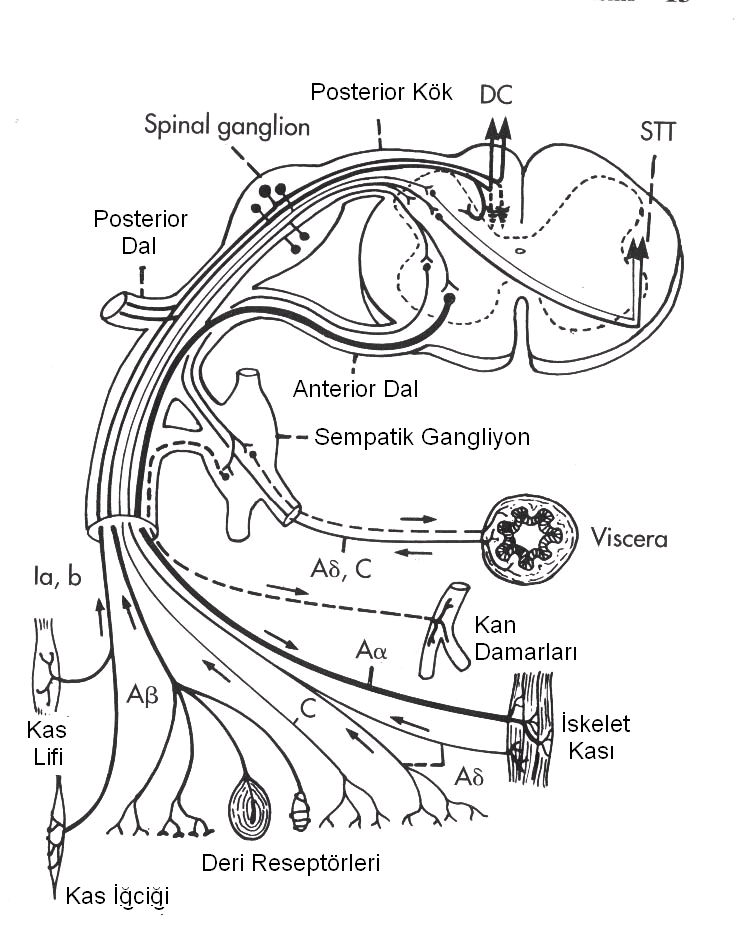 Posterior Kök
DC
Spinal ganglion
STT
Posterior
Dal
Anterior Dal
Sempatik Gangliyon
Viscera
Aδ, C
Ia, b
Kan
Damarları
Aα
Aβ
C
İskelet
Kası
Kas
Lifi
Aδ
Deri Reseptörleri
Kas İğciği